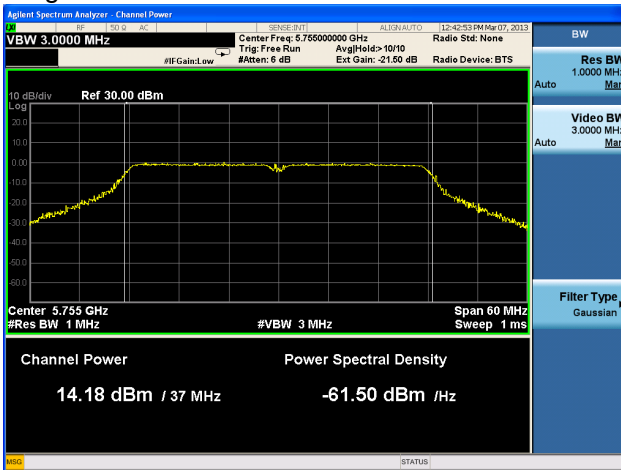 Agilent Spectrum Analyzer - Channel Power
RF 50 Ω AC SENSE:INT ALIGN AUTO 12:42:53 PM Mar 07, 2013
VBW 3.0000 MHz
Center Freq: 5.755000000 GHz Radio Std: None
Trig: Free Run Avg|Hold:>10/10
#IFGain:Low #Atten: 6 dB Ext Gain: -21.50 dB Radio Device: BTS
BW
Res BW
1.0000 MHz
Auto Man
Video BW
3.0000 MHz
Auto Man
Filter Type
Gaussian
10 dB/div Ref 30.00 dBm
Log
20.0
10.0
0.00
-10.0
-20.0
-30.0
-40.0
-50.0
-60.0
Center 5.755 GHz Span 60 MHz
#Res BW 1 MHz #VBW 3 MHz Sweep 1 ms
Channel Power Power Spectral Density
14.18 dBm / 37 MHz -61.50 dBm /Hz
MSG STATUS